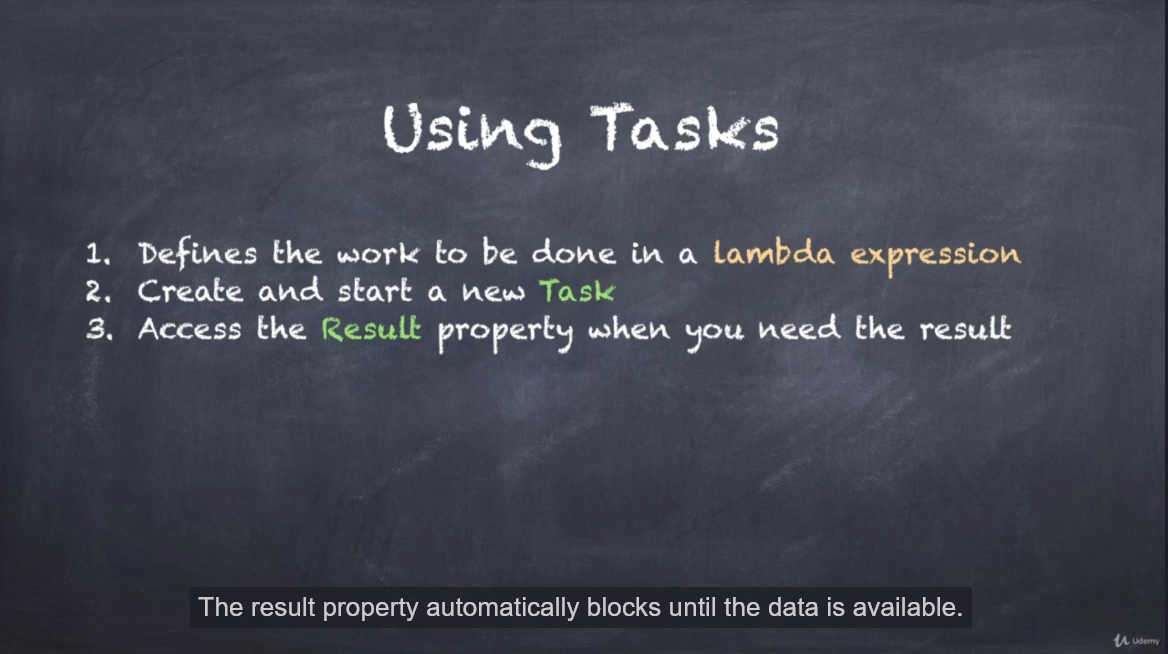 Using Tasks
1. Defines the work to be done in a lambda expression
2. Create and start a new Task
3. Access the Result property when you need the result
The result property automatically blocks until the data is available.
Udemy